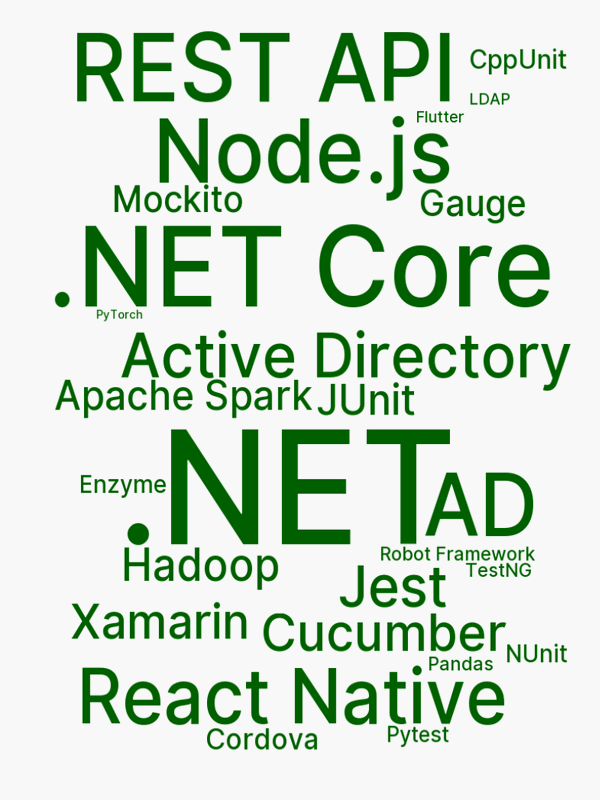 REST API
CppUnit
LDAP
Flutter
Node.js
Mockito
Gauge
.NET Core
PyTorch
Active Directory
Apache Spark
JUnit
.NET
Enzyme
AD
Robot Framework
Hadoop
TestNG
Jest
Xamarin
Cucumber
NUnit
Pandas
React Native
Cordova
Pytest